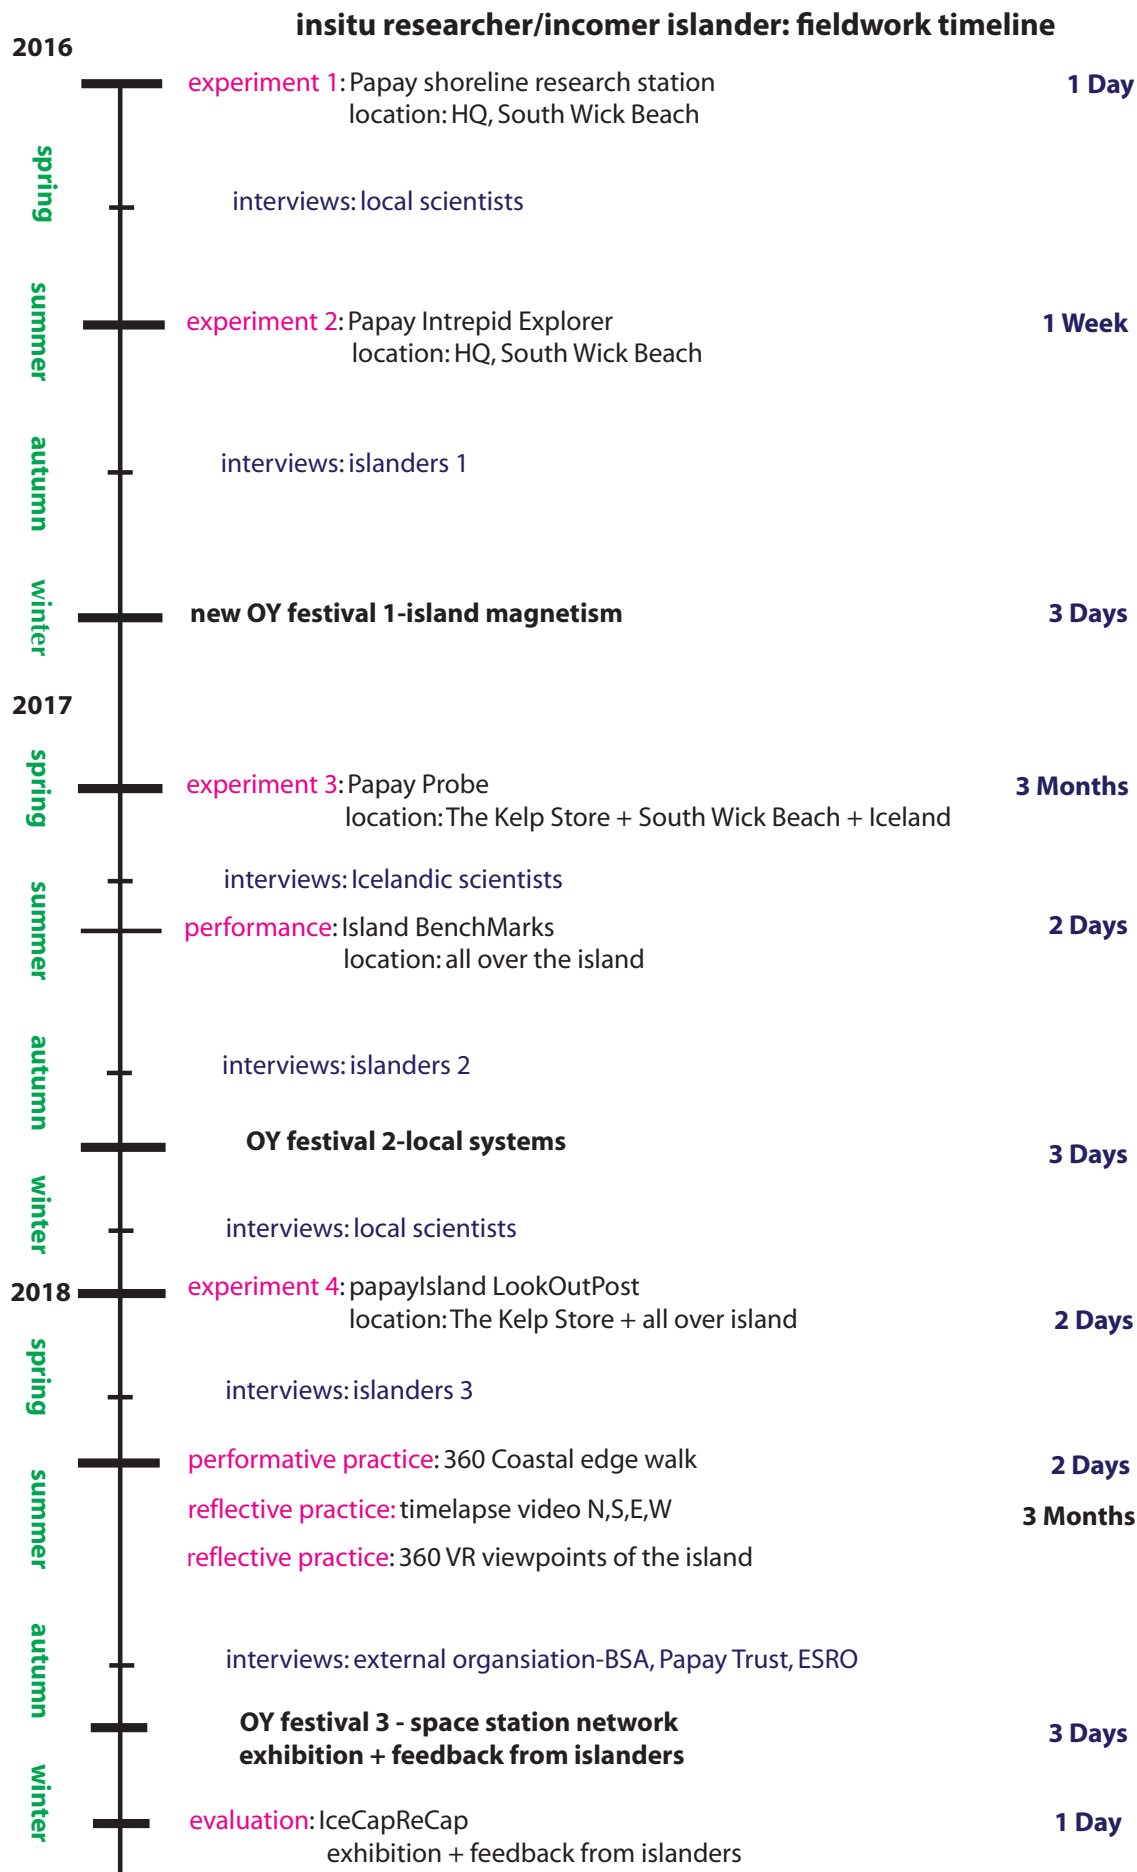 insitu researcher/incomer islander: fieldwork timeline
2016
experiment 1: Papay shoreline research station
1 Day
location: HQ, South Wick Beach
spring
interviews: local scientists
summer
experiment 2: Papay Intrepid Explorer
1 Week
location: HQ, South Wick Beach
autumn
interviews: islanders 1
winter
new OY festival 1-island magnetism
3 Days
2017
spring
experiment 3: Papay Probe
3 Months
location: The Kelp Store + South Wick Beach + Iceland
summer
interviews: Icelandic scientists
performance: Island BenchMarks
2 Days
location: all over the island
autumn
interviews: islanders 2
OY festival 2-local systems
3 Days
winter
interviews: local scientists
2018
experiment 4: papayIsland LookOutPost
location: The Kelp Store + all over island
2 Days
spring
interviews: islanders 3
performative practice: 360 Coastal edge walk
2 Days
summer
reflective practice: timelapse video N,S,E,W
3 Months
reflective practice: 360 VR viewpoints of the island
autumn
interviews: external organsiation-BSA, Papay Trust, ESRO
OY festival 3 - space station network
3 Days
exhibition + feedback from islanders
winter
evaluation: IceCapReCap
1 Day
exhibition + feedback from islanders